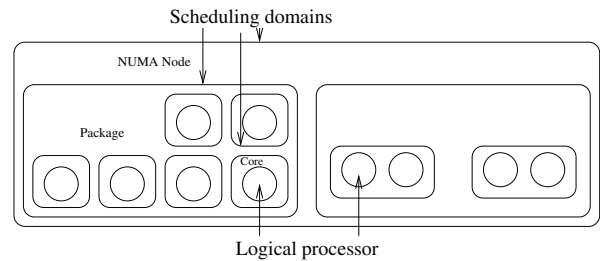 Scheduling domains
NUMA Node
Package
Core
Logical processor